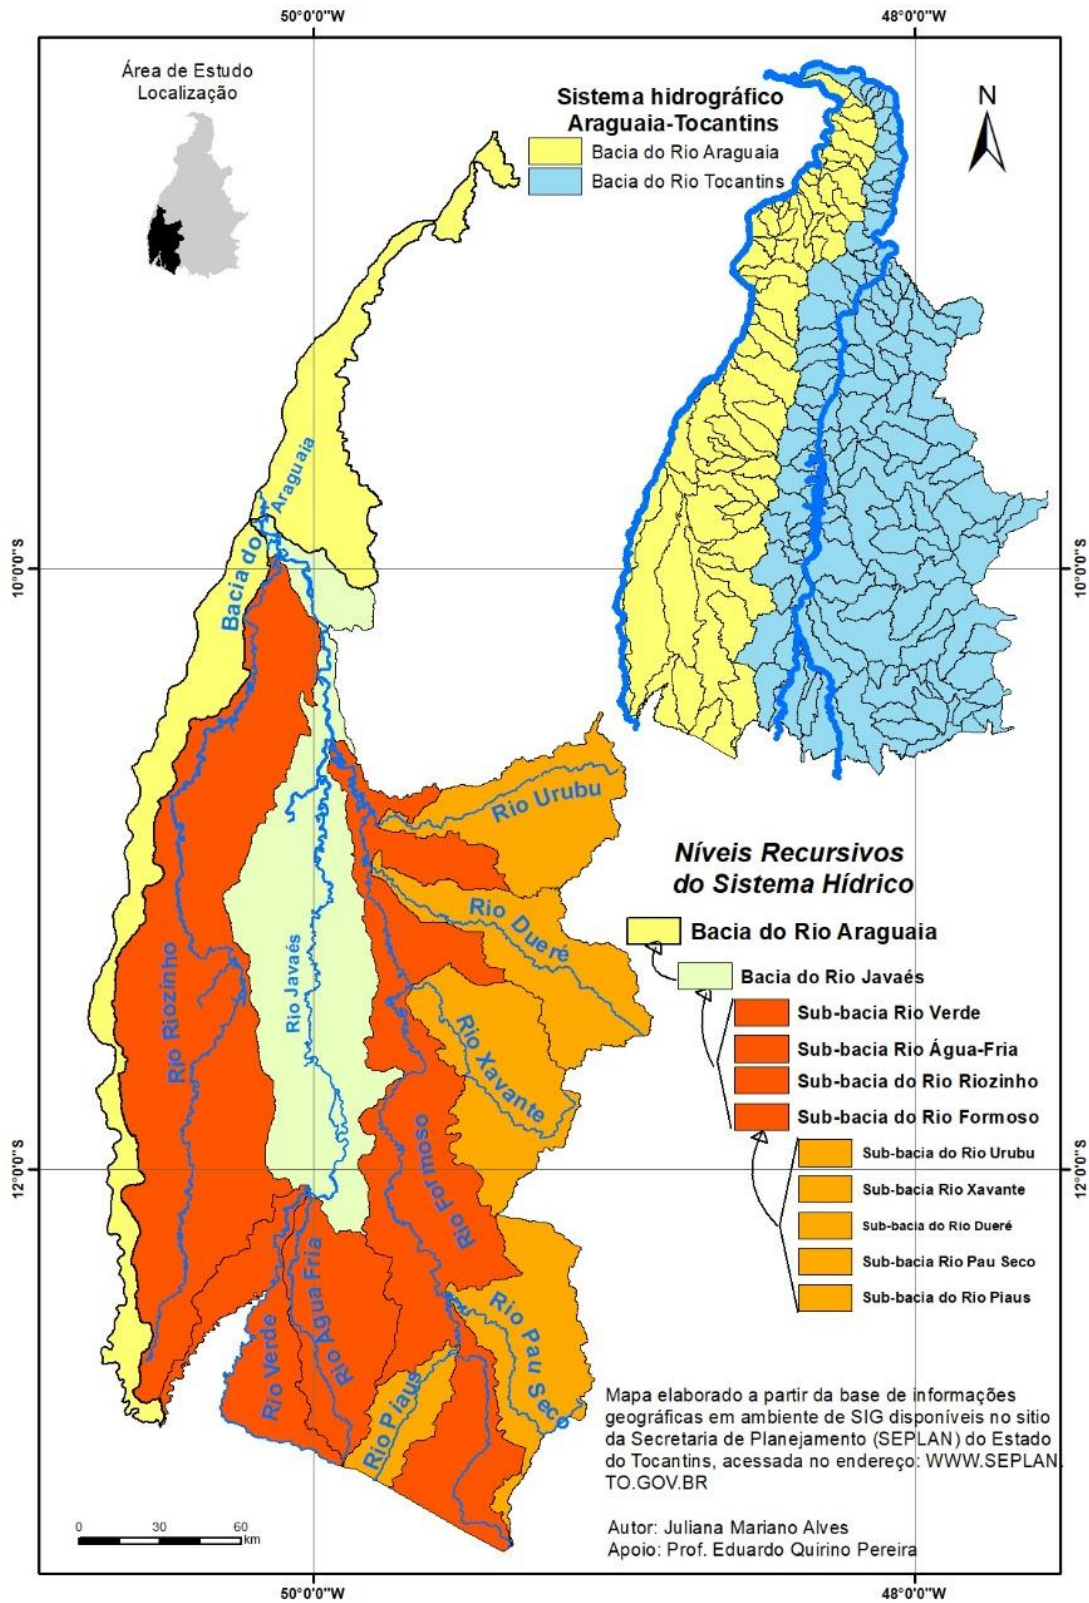 50°0'0"W
48°0'0"W
Área de Estudo
Localização
Sistema hidrográfico
Araguaia-Tocantins
Bacia do Rio Araguaia
Bacia do Rio Tocantins
N
Bacia do Araguaia
10°0'0"S
10°0'0"S
Rio Urubu
Níveis Recursivos
do Sistema Hídrico
Rio Dueré
Bacia do Rio Araguaia
Rio Riozinho
Rio Javaés
Bacia do Rio Javaés
Sub-bacia Rio Verde
Rio Xavante
Sub-bacia Rio Água-Fria
Sub-bacia do Rio Riozinho
Sub-bacia do Rio Formoso
Rio Formoso
Sub-bacia do Rio Urubu
12°0'0"S
12°0'0"S
Sub-bacia Rio Xavante
Sub-bacia do Rio Dueré
Sub-bacia Rio Pau Seco
Sub-bacia do Rio Piaus
Rio Verde
Rio Água Fria
Rio Pau Seco
Rio Piaus
Mapa elaborado a partir da base de informações
geográficas em ambiente de SIG disponíveis no sitio
da Secretaria de Planejamento (SEPLAN) do Estado
do Tocantins, acessada no endereço: WWW.SEPLAN.
TO.GOV.BR
0 30 60
km
Autor: Juliana Mariano Alves
Apoio: Prof. Eduardo Quirino Pereira
50°0'0"W
48°0'0"W